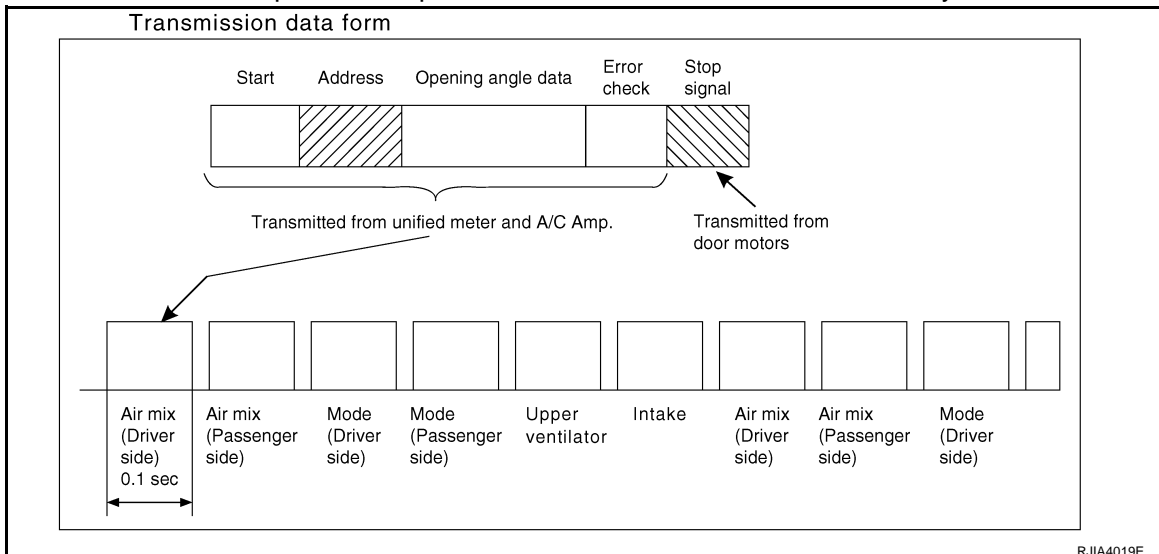 Transmission data form
Start Address Opening angle data Error check Stop signal
Transmitted from unified meter and A/C Amp.
Transmitted from
door motors
Air mix
(Driver
side)
0.1 sec
Air mix
(Passenger
side)
Mode
(Driver
side)
Mode
(Passenger
side)
Upper
ventilator
Intake
Air mix
(Driver
side)
Air mix
(Passenger
side)
Mode
(Driver
side)
RJIA4019E